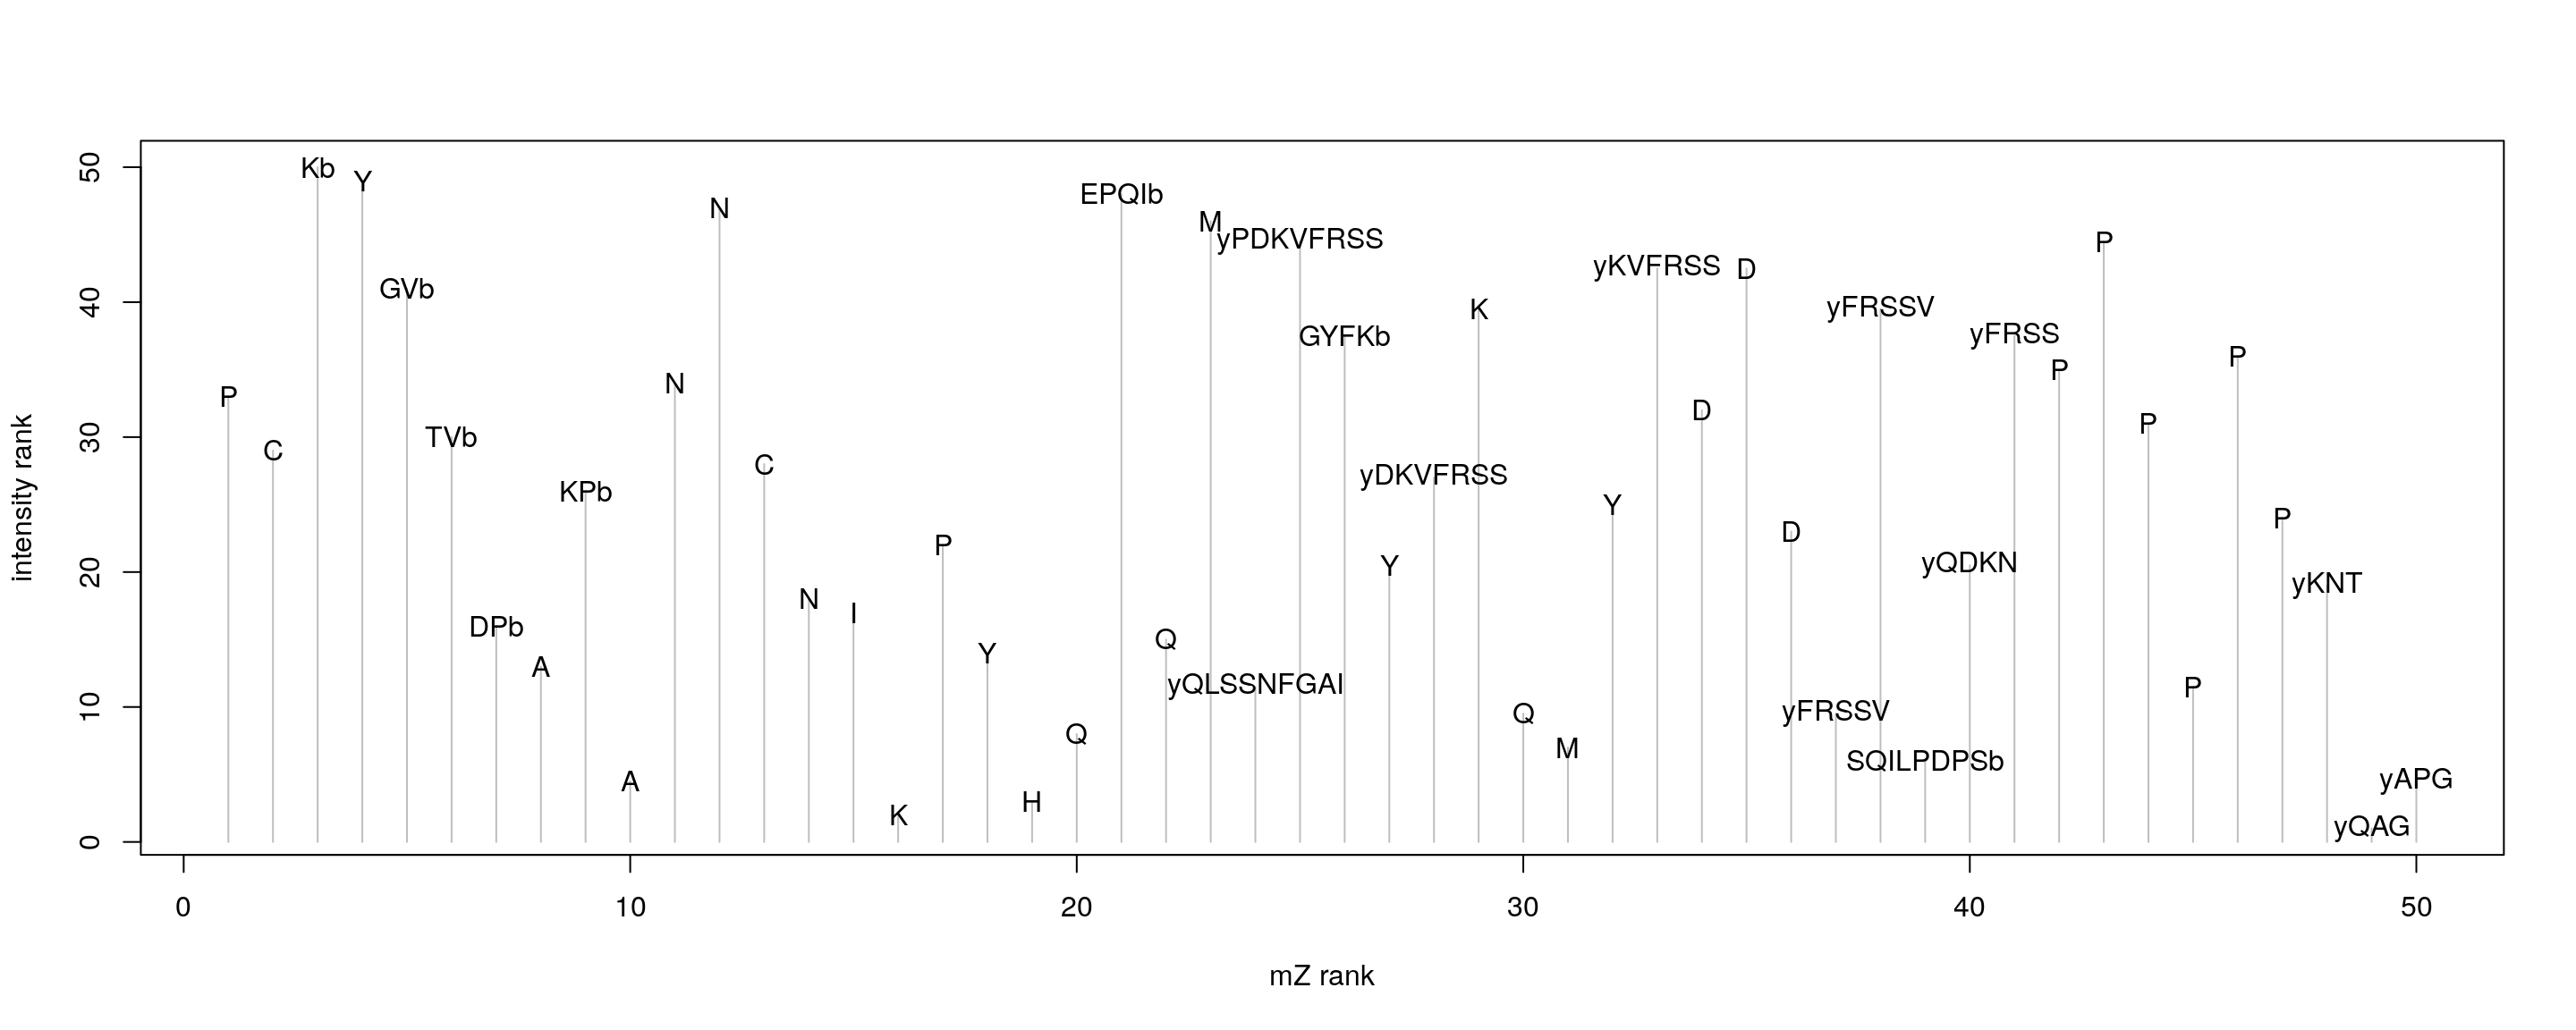 Kb
Y
EPQIb
N
M
yPDKVFRSS
P
yKVFRSS
D
GVb
K
yFRSSV
GYFKb
yFRSS
P
P
N
P
D
P
TVb
C
C
yDKVFRSS
KPb
Y
P
D
P
Y
yQDKN
yKNT
N
I
DPb
Q
Y
A
yQLSSNFGAI
P
Q
yFRSSV
Q
M
SQILPDPSb
A
yAPG
H
K
yQAG
50
40
30
20
10
0
intensity rank
0 10 20 30 40 50
mZ rank